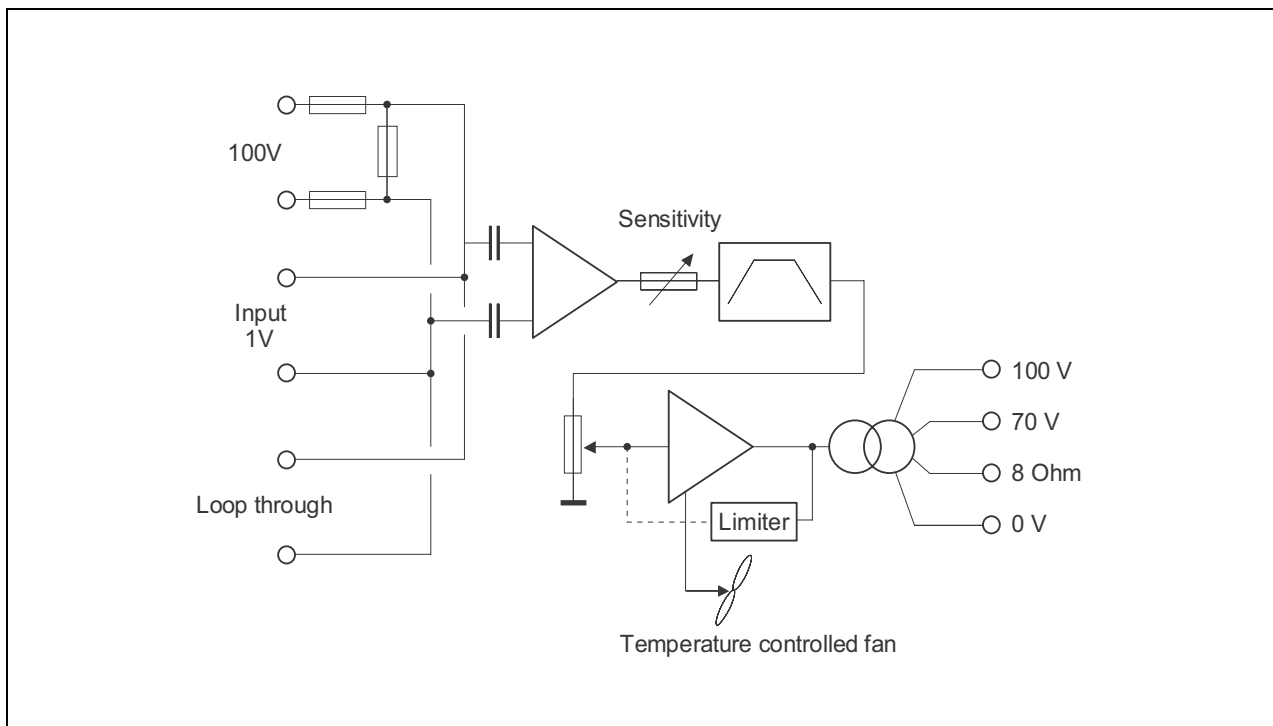 100V
Sensitivity
Input
1V
100 V
70 V
8 Ohm
Loop through
Limiter
0 V
Temperature controlled fan